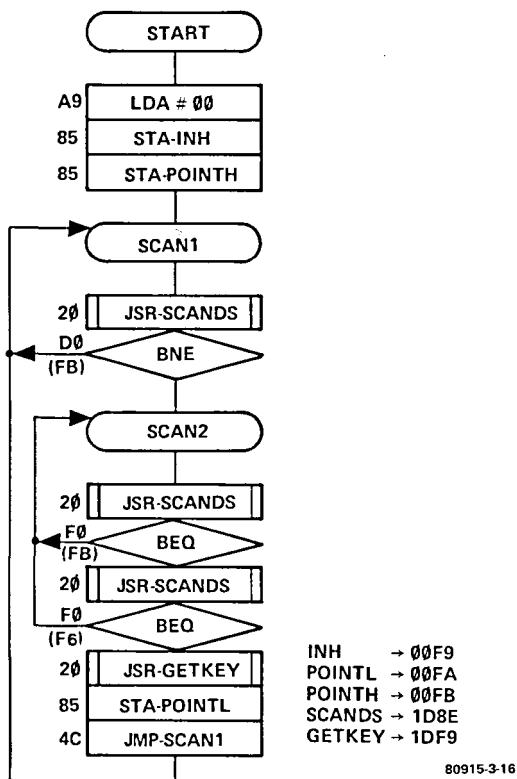 START
A9 LDA # ØØ
85 STA-INH
85 STA-POINTH
SCAN1
2Ø JSR-SCANDS
DØ
(FB)
BNE
SCAN2
2Ø JSR-SCANDS
FØ
(FB)
BEQ
2Ø JSR-SCANDS
FØ
(F6)
BEQ
2Ø JSR-GETKEY
85 STA-POINTL
4C JMP-SCAN1
INH → ØØF9
POINTL → ØØFA
POINTH → ØØFB
SCANDS → 1D8E
GETKEY → 1DF9
80915-3-16